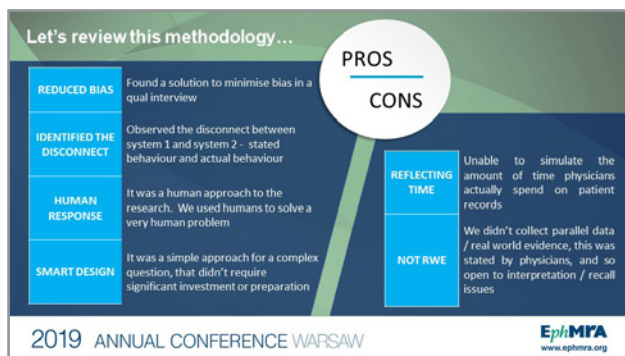 Let's review this methodology…
PROS
CONS
REDUCED BIAS
Found a solution to minimise bias in a
qual interview
IDENTIFIED THE
DISCONNECT
Observed the disconnect between
system 1 and system 2 - stated
behaviour and actual behaviour
HUMAN
RESPONSE
It was a human approach to the
research. We used humans to solve a
very human problem
SMART DESIGN
It was a simple approach for a complex
question, that didn't require
significant investment or preparation
REFLECTING
TIME
Unable to simulate the
amount of time physicians
actually spend on patient
records
NOT RWE
We didn't collect parallel data
/ real world evidence, this was
stated by physicians, and so
open to interpretation / recall
issues
2019 ANNUAL CONFERENCE WARSAW
EphMRA
www.ephmra.org